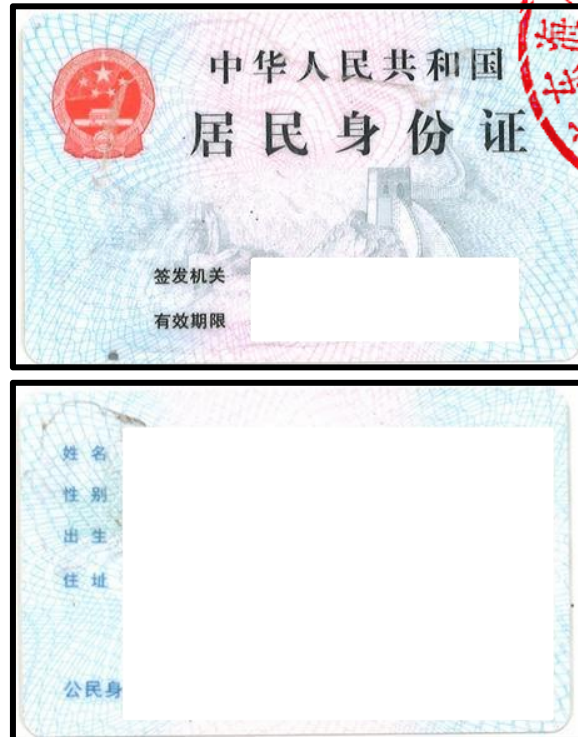 中华人民共和国
居民身份证
签发机关
有效期限
姓名
性别
出生
住址
公民身